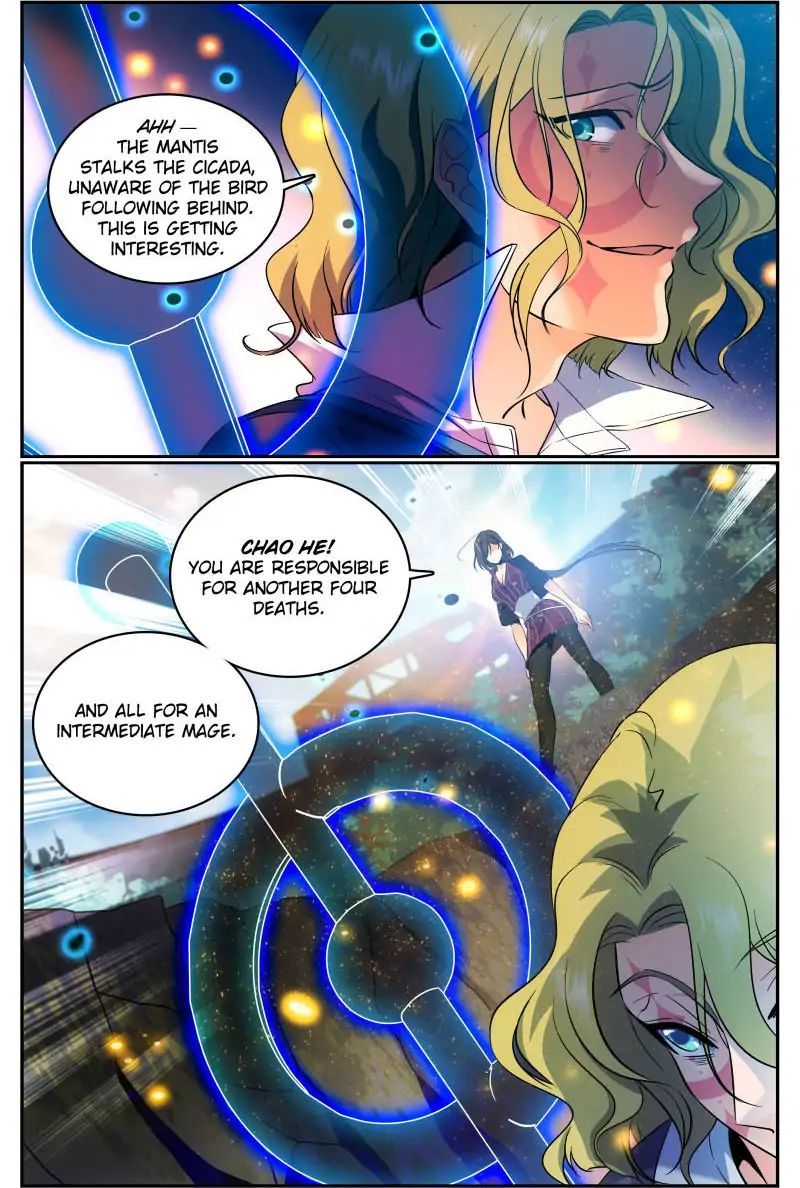 AHH —
THE MANTIS
STALKS THE CICADA,
UNAWARE OF THE BIRD
FOLLOWING BEHIND.
THIS IS GETTING
INTERESTING.
CHAO HE!
YOU ARE RESPONSIBLE
FOR ANOTHER FOUR
DEATHS.
AND ALL FOR AN
INTERMEDIATE MAGE.